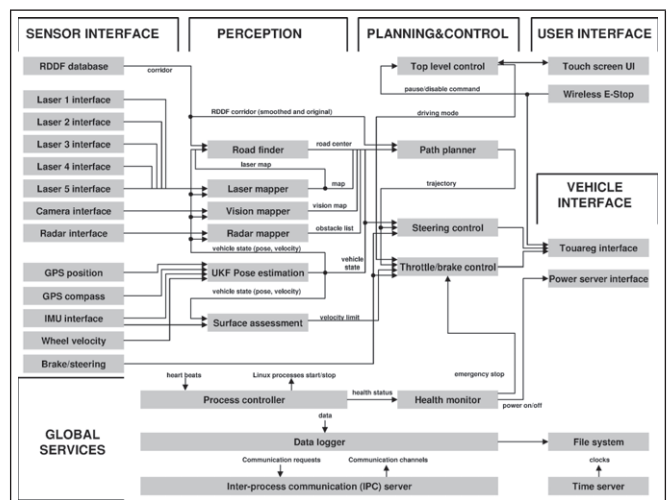 SENSOR INTERFACE
PERCEPTION
PLANNING&CONTROL
USER INTERFACE
RDDF database
corridor
Top level control
Touch screen UI
pause/disable command
Wireless E-Stop
Laser 1 interface
RDDF corridor (smoothed and original)
driving mode
Laser 2 interface
Laser 3 interface
Road finder
road center
Path planner
Laser 4 interface
laser map
Laser 5 interface
Laser mapper
map
trajectory
VEHICLE
INTERFACE
Camera interface
Vision mapper
vision map
Radar interface
Radar mapper
obstacle list
Steering control
vehicle state (pose, velocity)
vehicle
state
Touareg interface
GPS position
UKF Pose estimation
Throttle/brake control
Power server interface
vehicle state (pose, velocity)
GPS compass
IMU interface
Surface assessment
velocity limit
Wheel velocity
Brake/steering
emergency stop
heart beats
Linux processes start/stop
Process controller
health status
Health monitor
power on/off
data
GLOBAL
SERVICES
Data logger
File system
Communication requests
Communication channels
clocks
Inter-process communication (IPC) server
Time server